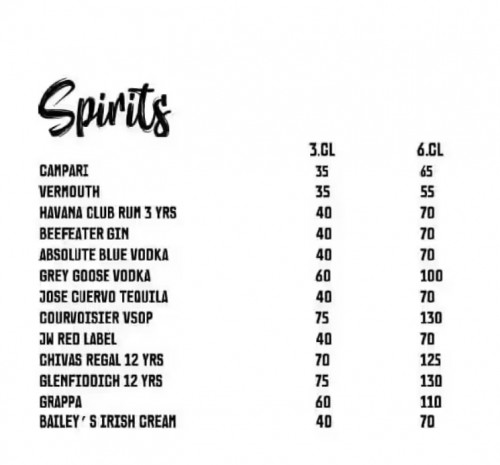 Spirits
3.CL 6.CL
CAMPARI 35 65
VERMOUTH 35 55
HAVANA CLUB RUM 3 YRS 40 70
BEEFEATER GIN 40 70
ABSOLUTE BLUE VODKA 40 70
GREY GOOSE VODKA 60 100
JOSE CUERVO TEQUILA 40 70
COURVOISIER VSOP 75 130
JW RED LABEL 40 70
CHIVAS REGAL 12 YRS 70 125
GLENFIDDICH 12 YRS 75 130
GRAPPA 60 110
BAILEY'S IRISH CREAM 40 70